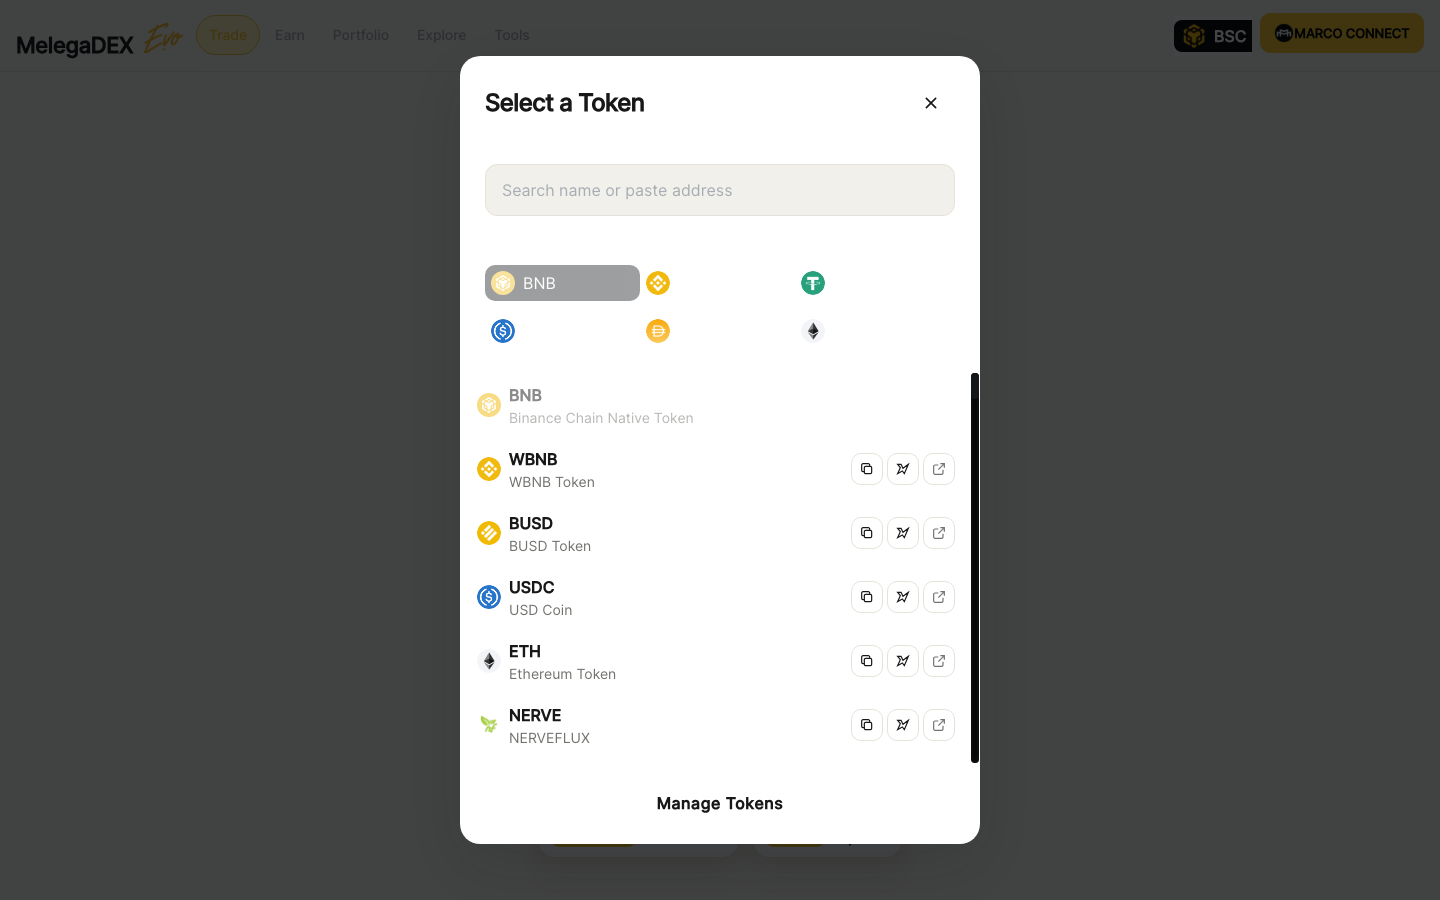 MelegaDEX Evo
Trade
Earn
Portfolio
Explore
Tools
BSC
MARCO CONNECT
Select a Token
Search name or paste address
BNB
BNB
Binance Chain Native Token
WBNB
WBNB Token
BUSD
BUSD Token
USDC
USD Coin
ETH
Ethereum Token
NERVE
NERVEFLUX
Manage Tokens